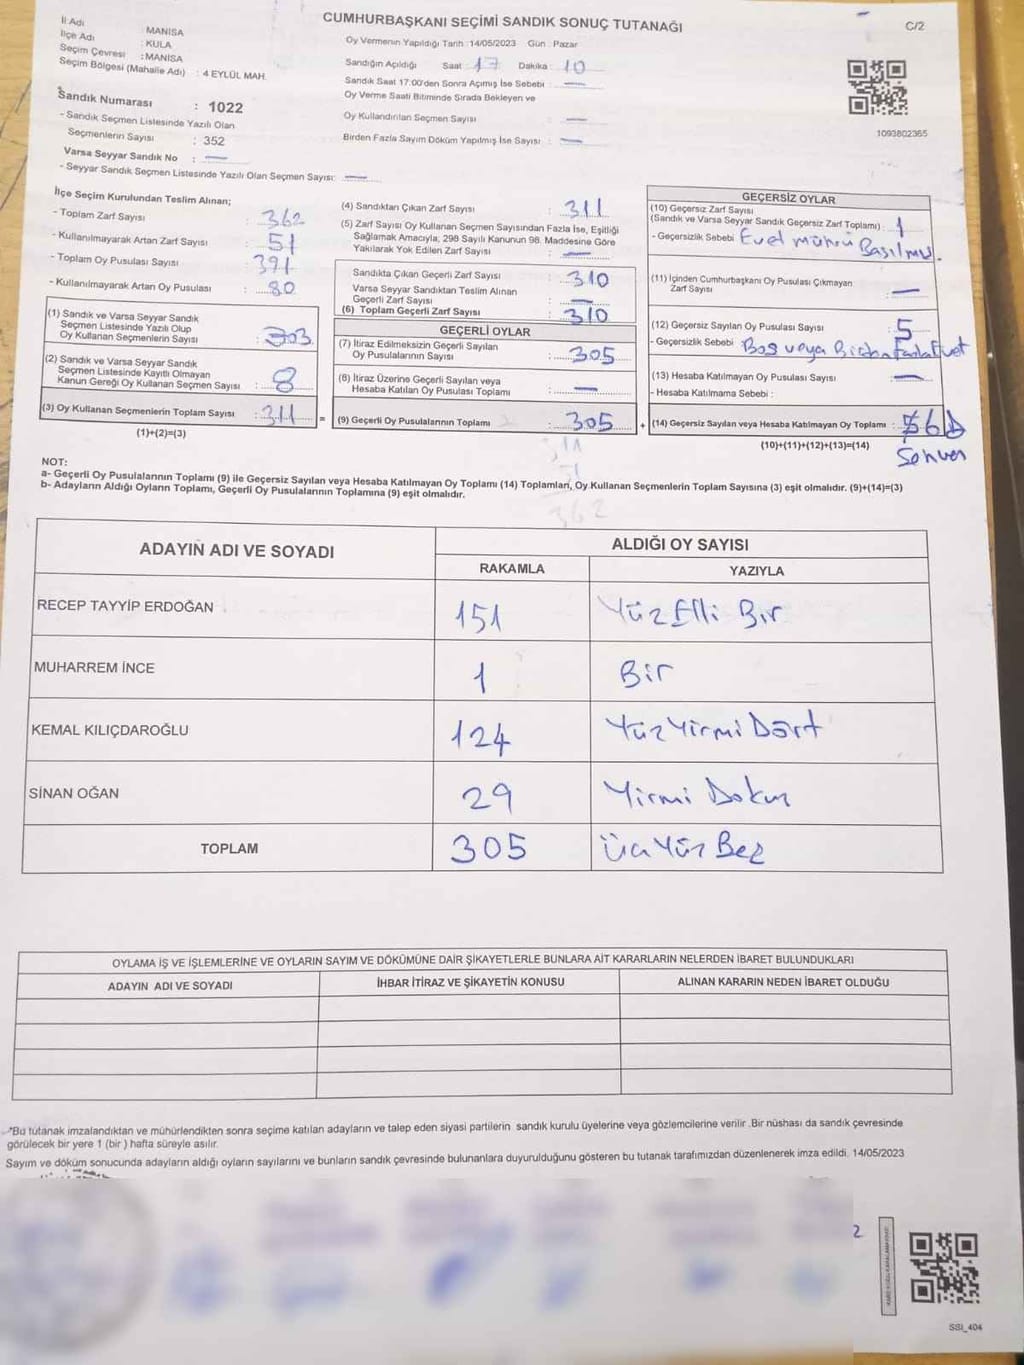 CUMHURBAŞKANI SEÇİMİ SANDIK SONUÇ TUTANAĞI
C/2
İl Adı : MANİSA
İlçe Adı : KULA
Seçim Çevresi : MANİSA
Seçim Bölgesi (Mahalle Adı) : 4 EYLÜL MAH.
Sandık Numarası : 1022
- Sandık Seçmen Listesinde Yazılı Olan
Seçmenlerin Sayısı : 352
Varsa Seyyar Sandık No : —
- Seyyar Sandık Seçmen Listesinde Yazılı Olan Seçmen Sayısı: —
Oy Vermenin Yapıldığı Tarih :14/05/2023 Gün : Pazar
Sandığın Açıldığı Saat : 17 Dakika : 10
Sandık Saat 17:00'den Sonra Açımış İse Sebebi : —
Oy Verme Saati Bitiminde Sırada Bekleyen ve
Oy Kullandırılan Seçmen Sayısı : —
Birden Fazla Sayım Döküm Yapılmış İse Sayısı : —
1093802365
İlçe Seçim Kurulundan Teslim Alınan;
- Toplam Zarf Sayısı : 362
- Kullanılmayarak Artan Zarf Sayısı : 51
- Toplam Oy Pusulası Sayısı : 391
- Kullanılmayarak Artan Oy Pusulası : 80
(1) Sandık ve Varsa Seyyar Sandık
Seçmen Listesinde Yazılı Olup
Oy Kullanan Seçmenlerin Sayısı : 303
(2) Sandık ve Varsa Seyyar Sandık
Seçmen Listesinde Kayıtlı Olmayan
Kanun Gereği Oy Kullanan Seçmen Sayısı : 8
(3) Oy Kullanan Seçmenlerin Toplam Sayısı : 311
(1)+(2)=(3)
=
(4) Sandıktan Çıkan Zarf Sayısı : 311
(5) Zarf Sayısı Oy Kullanan Seçmen Sayısından Fazla İse, Eşitliği
Sağlamak Amacıyla, 298 Sayılı Kanunun 98. Maddesine Göre
Yakılarak Yok Edilen Zarf Sayısı : —
Sandıkta Çıkan Geçerli Zarf Sayısı : 310
Varsa Seyyar Sandıktan Teslim Alınan
Geçerli Zarf Sayısı : —
(6) Toplam Geçerli Zarf Sayısı : 310
GEÇERLİ OYLAR
(7) İtiraz Edilmeksizin Geçerli Sayılan
Oy Pusulalarının Sayısı : 305
(8) İtiraz Üzerine Geçerli Sayılan veya
Hesaba Katılan Oy Pusulası Toplamı : —
(9) Geçerli Oy Pusulalarının Toplamı : 305
+
GEÇERSİZ OYLAR
(10) Geçersiz Zarf Sayısı
(Sandık ve Varsa Seyyar Sandık Geçersiz Zarf Toplamı) : 1
- Geçersizlik Sebebi : Evet mührü
Basılmış.
(11) İçinden Cumhurbaşkanı Oy Pusulası Çıkmayan
Zarf Sayısı : —
(12) Geçersiz Sayılan Oy Pusulası Sayısı : 5
- Geçersizlik Sebebi : Boş veya Birden Fazla Evet
(13) Hesaba Katılmayan Oy Pusulası Sayısı : —
- Hesaba Katılmama Sebebi :
(14) Geçersiz Sayılan veya Hesaba Katılmayan Oy Toplamı : 6
(10)+(11)+(12)+(13)=(14)
362
NOT:
a- Geçerli Oy Pusulalarının Toplamı (9) ile Geçersiz Sayılan veya Hesaba Katılmayan Oy Toplamı (14) Toplamları, Oy Kullanan Seçmenlerin Toplam Sayısına (3) eşit olmalıdır. (9)+(14)=(3)
b- Adayların Aldığı Oyların Toplamı, Geçerli Oy Pusulalarının Toplamına (9) eşit olmalıdır.
ADAYIN ADI VE SOYADI ALDIĞI OY SAYISI
RAKAMLA YAZIYLA
RECEP TAYYİP ERDOĞAN 151 Yüz Elli Bir
MUHARREM İNCE 1 Bir
KEMAL KILIÇDAROĞLU 124 Yüz Yirmi Dört
SİNAN OĞAN 29 Yirmi Dokuz
TOPLAM 305 Üç Yüz Beş
OYLAMA İŞ VE İŞLEMLERİNE VE OYLARIN SAYIM VE DÖKÜMÜNE DAİR ŞİKAYETLERLE BUNLARA AİT KARARLARIN NELERDEN İBARET BULUNDUKLARI
ADAYIN ADI VE SOYADI İHBAR İTİRAZ VE ŞİKAYETİN KONUSU ALINAN KARARIN NEDEN İBARET OLDUĞU
*Bu tutanak imzalandıktan ve mühürlendikten sonra seçime katılan adayların ve talep eden siyasi partilerin sandık kurulu üyelerine veya gözlemcilerine verilir .Bir nüshası da sandık çevresinde
görülecek bir yere 1 (bir ) hafta süreyle asılır.
Sayım ve döküm sonucunda adayların aldığı oyların sayılarını ve bunların sandık çevresinde bulunanlara duyurulduğunu gösteren bu tutanak tarafımızdan düzenlenerek imza edildi. 14/05/2023
2
SSİ_404